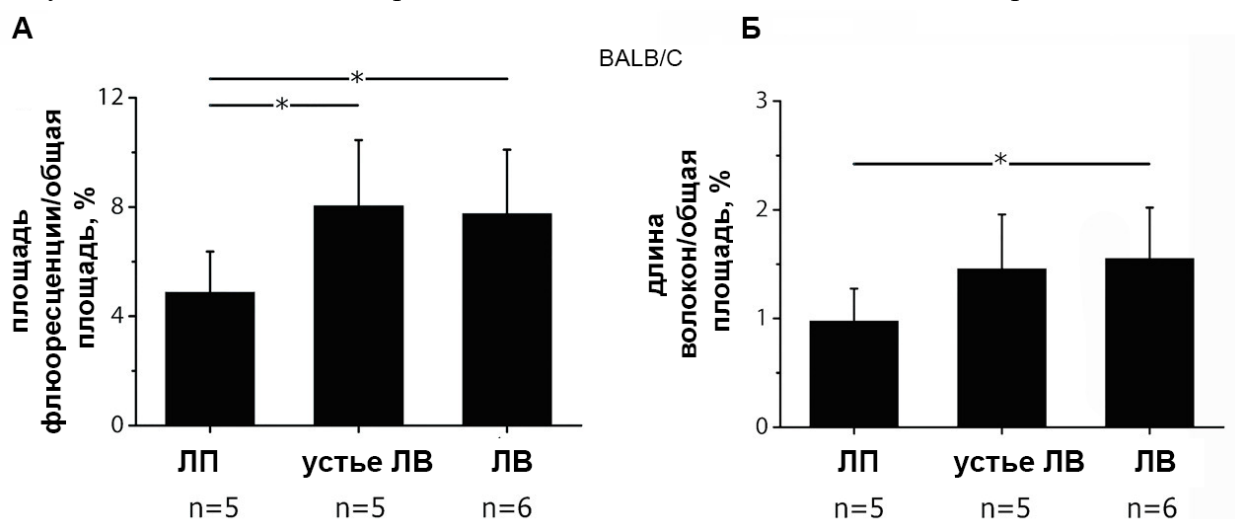 А
Б
BALB/C
площадь
флюоресценции/общая
площадь, %
12
8
4
0
*
*
ЛП
устье ЛВ
ЛВ
n=5
n=5
n=6
длина
волокон/общая
площадь, %
3
2
1
0
*
ЛП
устье ЛВ
ЛВ
n=5
n=5
n=6